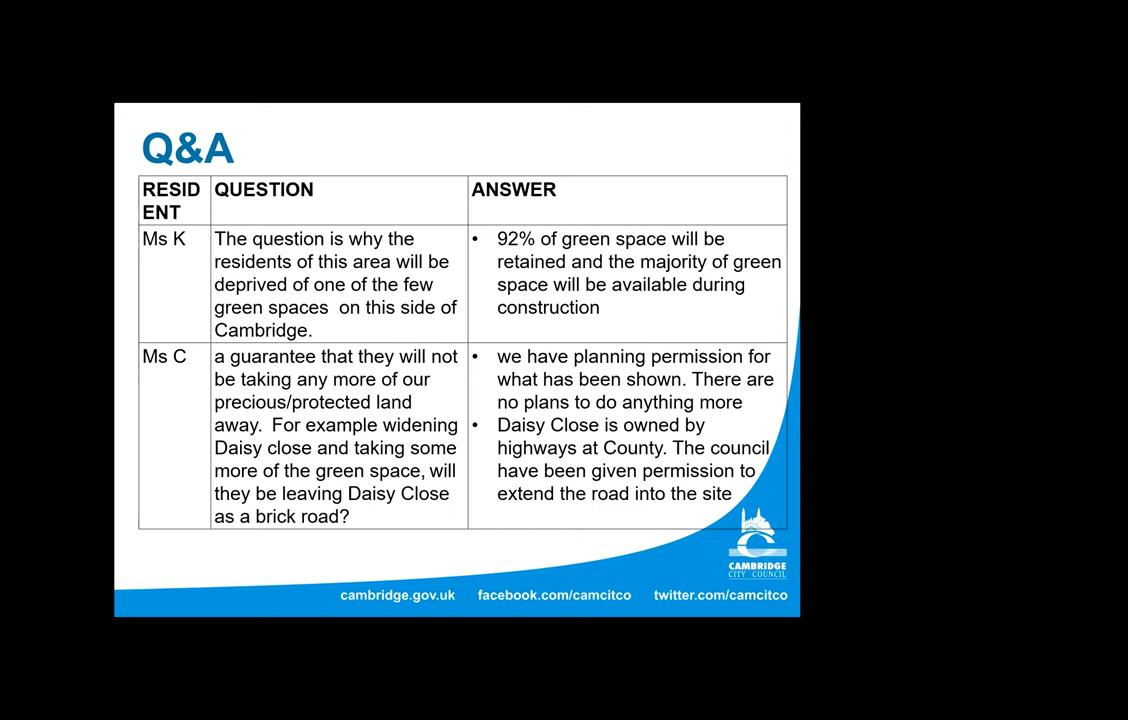 Q&A
RESID
ENT
QUESTION
ANSWER
Ms K
The question is why the
residents of this area will be
deprived of one of the few
green spaces  on this side of
Cambridge.
• 92% of green space will be
retained and the majority of green
space will be available during
construction
Ms C
a guarantee that they will not
be taking any more of our
precious/protected land
away.  For example widening
Daisy close and taking some
more of the green space, will
they be leaving Daisy Close
as a brick road?
• we have planning permission for
what has been shown. There are
no plans to do anything more
• Daisy Close is owned by
highways at County. The council
have been given permission to
extend the road into the site
CAMBRIDGE
CITY COUNCIL
cambridge.gov.uk facebook.com/camcitco twitter.com/camcitco